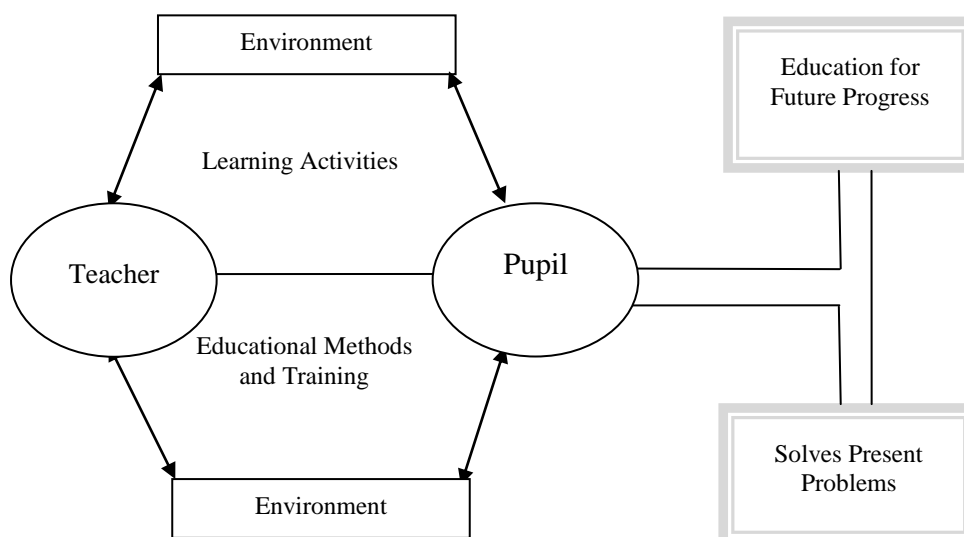 Environment
Education for
Future Progress
Learning Activities
Teacher
Pupil
Educational Methods
and Training
Solves Present
Problems
Environment